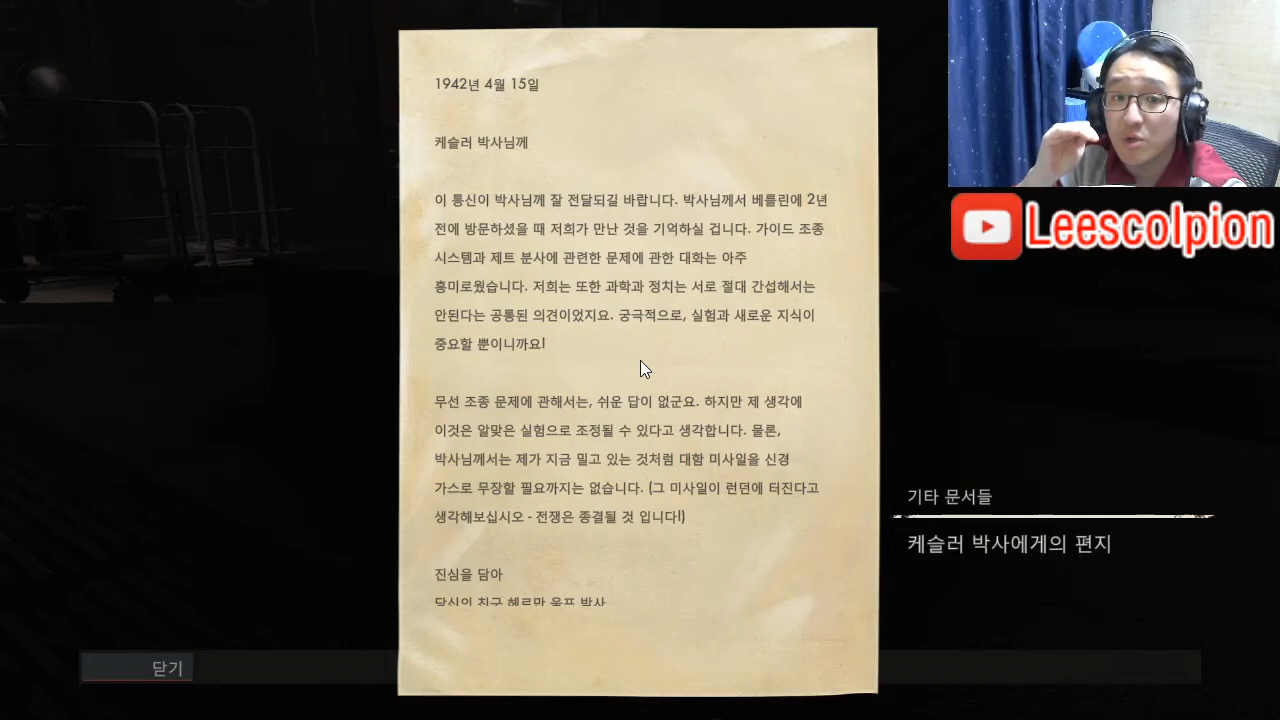 1942년 4월 15일
케슬러 박사님께
이 통신이 박사님께 잘 전달되길 바랍니다. 박사님께서 베를린에 2년
전에 방문하셨을 때 저희가 만난 것을 기억하실 겁니다. 가이드 조종
시스템과 제트 분사에 관련한 문제에 관한 대화는 아주
흥미로웠습니다. 저희는 또한 과학과 정치는 서로 절대 간섭해서는
안된다는 공통된 의견이었지요. 궁극적으로, 실험과 새로운 지식이
중요할 뿐이니까요!
무선 조종 문제에 관해서는, 쉬운 답이 없군요. 하지만 제 생각에
이것은 알맞은 실험으로 조정될 수 있다고 생각합니다. 물론,
박사님께서는 제가 지금 밀고 있는 것처럼 대함 미사일을 신경
가스로 무장할 필요까지는 없습니다. (그 미사일이 런던에 터진다고
생각해보십시오 - 전쟁은 종결될 것 입니다!)
진심을 담아
당신의 친구 헤르만 울프 박사
Leescolpion
기타 문서들
케슬러 박사에게의 편지
닫기